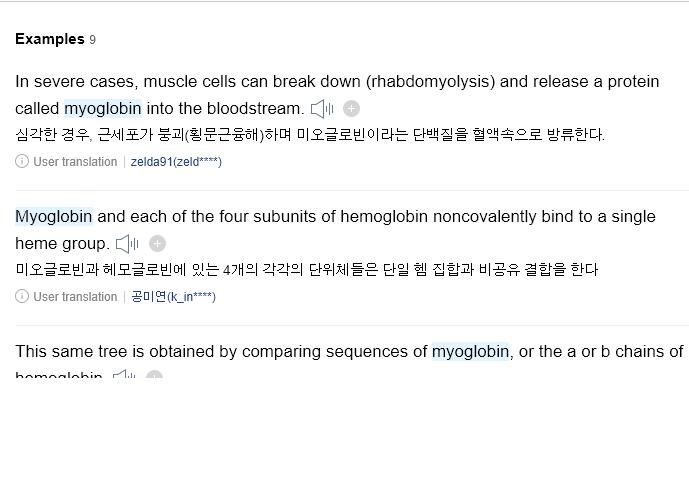 Examples 9
In severe cases, muscle cells can break down (rhabdomyolysis) and release a protein
called myoglobin into the bloodstream.
심각한 경우, 근세포가 붕괴(횡문근융해)하며 미오글로빈이라는 단백질을 혈액속으로 방류한다.
User translation zelda91(zeld****)
Myoglobin and each of the four subunits of hemoglobin noncovalently bind to a single
heme group.
미오글로빈과 헤모글로빈에 있는 4개의 각각의 단위체들은 단일 헴 집합과 비공유 결합을 한다
User translation 공미연(k_in****)
This same tree is obtained by comparing sequences of myoglobin, or the a or b chains of
hemoglobin.